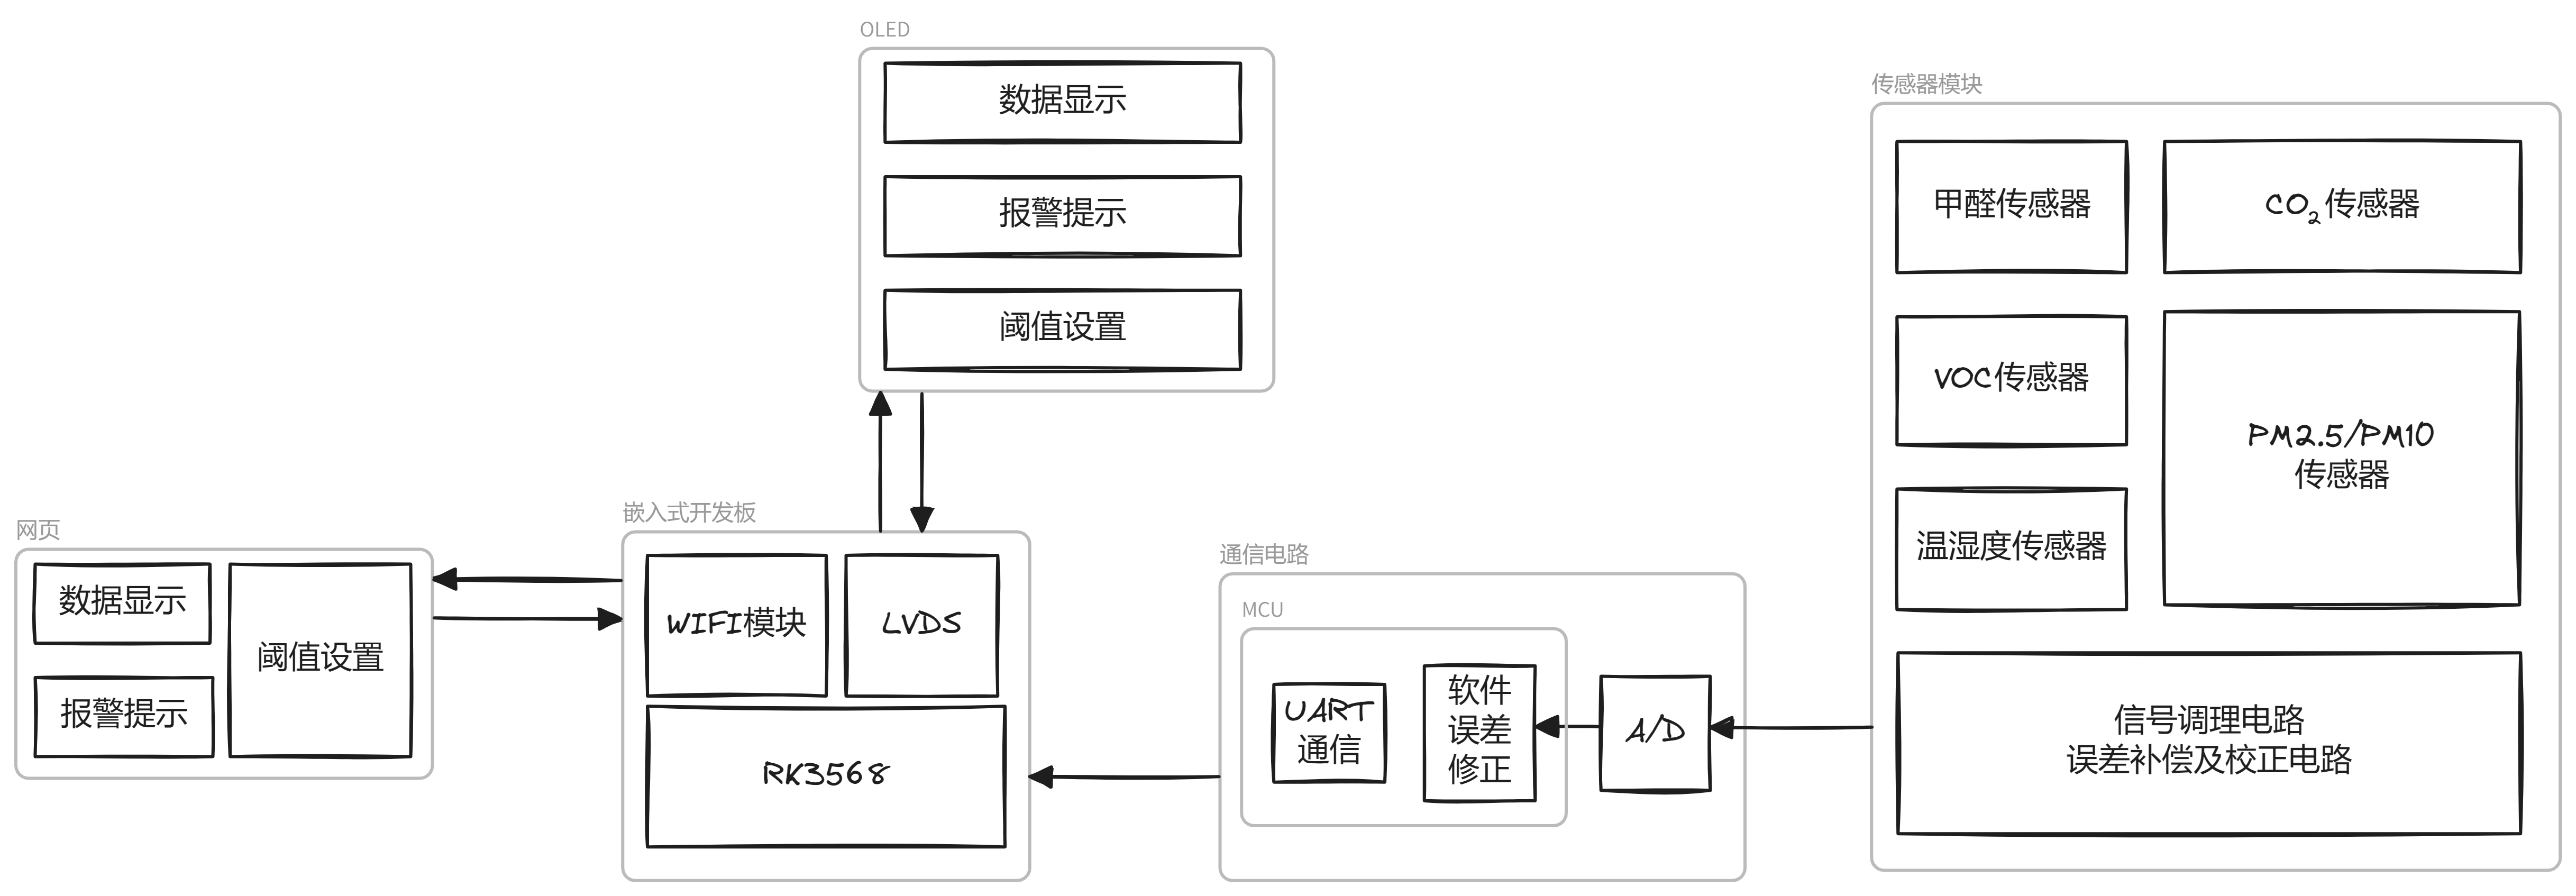 OLED
数据显示
报警提示
阈值设置
传感器模块
甲醛传感器
CO₂传感器
VOC传感器
PM2.5/PM10
传感器
温湿度传感器
信号调理电路
误差补偿及校正电路
网页
数据显示
报警提示
阈值设置
嵌入式开发板
WIFI模块
LVDS
RK3568
通信电路
MCU
UART
通信
软件
误差
修正
A/D